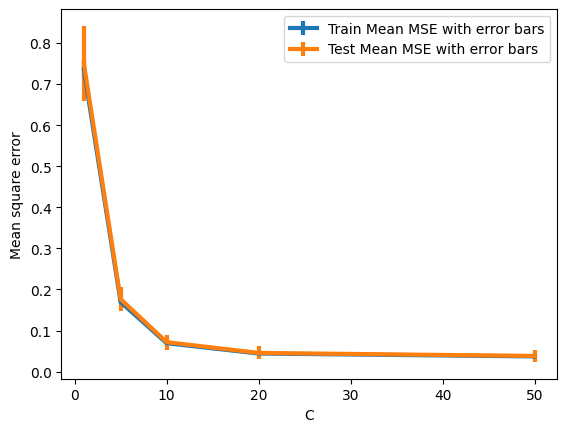 Train Mean MSE with error bars
Test Mean MSE with error bars
Mean square error
0.8
0.7
0.6
0.5
0.4
0.3
0.2
0.1
0.0
0 10 20 30 40 50
C